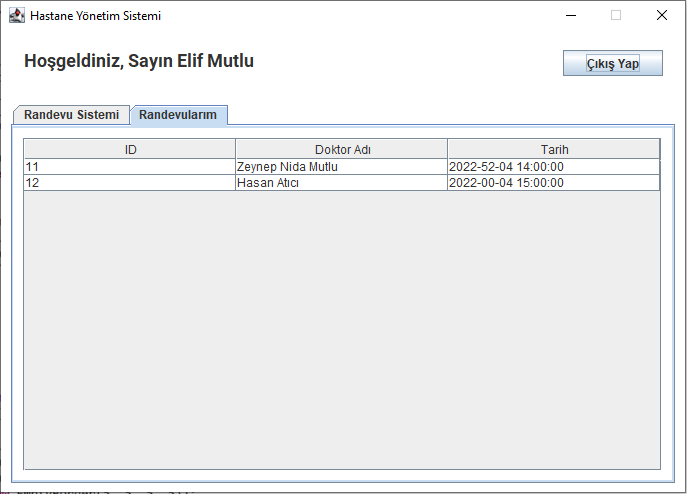 Hastane Yönetim Sistemi
Hoşgeldiniz, Sayın Elif Mutlu
Çıkış Yap
Randevu Sistemi Randevularım
ID Doktor Adı Tarih
11 Zeynep Nida Mutlu 2022-52-04 14:00:00
12 Hasan Atıcı 2022-00-04 15:00:00